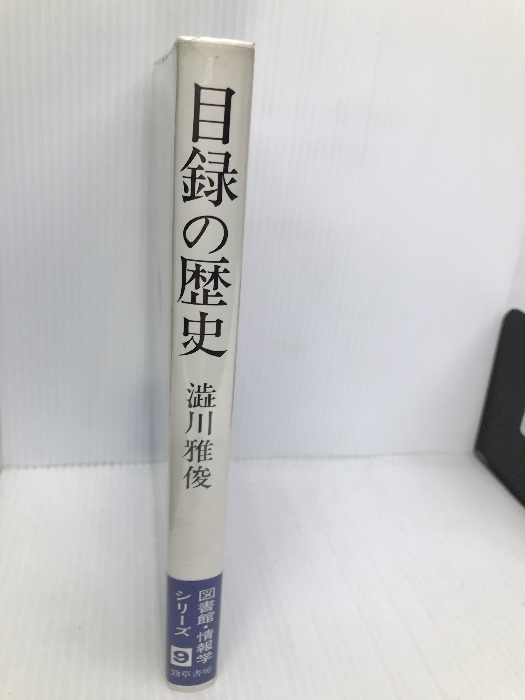 目録の歴史
澁川雅俊
図書館・情報学
シリーズ 9
勁草書房